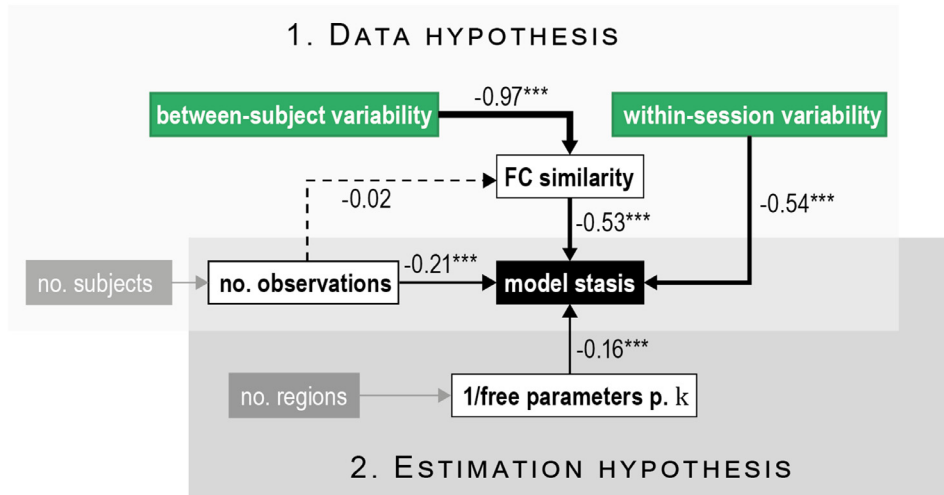 1. DATA HYPOTHESIS
-0.97***
between-subject variability
within-session variability
FC similarity
-0.02
-0.53***
-0.54***
no. subjects
no. observations
-0.21***
model stasis
-0.16***
no. regions
1/free parameters p. k
2. ESTIMATION HYPOTHESIS